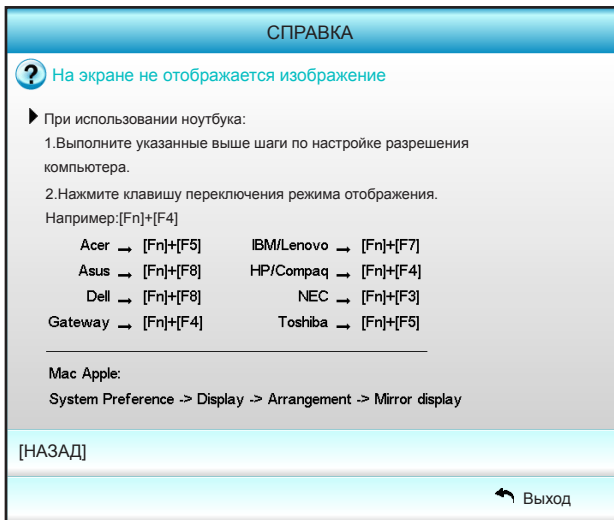 СПРАВКА
? На экране не отображается изображение
При использовании ноутбука:
1.Выполните указанные выше шаги по настройке разрешения
компьютера.
2.Нажмите клавишу переключения режима отображения.
Например:[Fn]+[F4]
Acer → [Fn]+[F5] IBM/Lenovo → [Fn]+[F7]
Asus → [Fn]+[F8] HP/Compaq → [Fn]+[F4]
Dell → [Fn]+[F8] NEC → [Fn]+[F3]
Gateway → [Fn]+[F4] Toshiba → [Fn]+[F5]
Mac Apple:
System Preference -> Display -> Arrangement -> Mirror display
[НАЗАД]
Выход